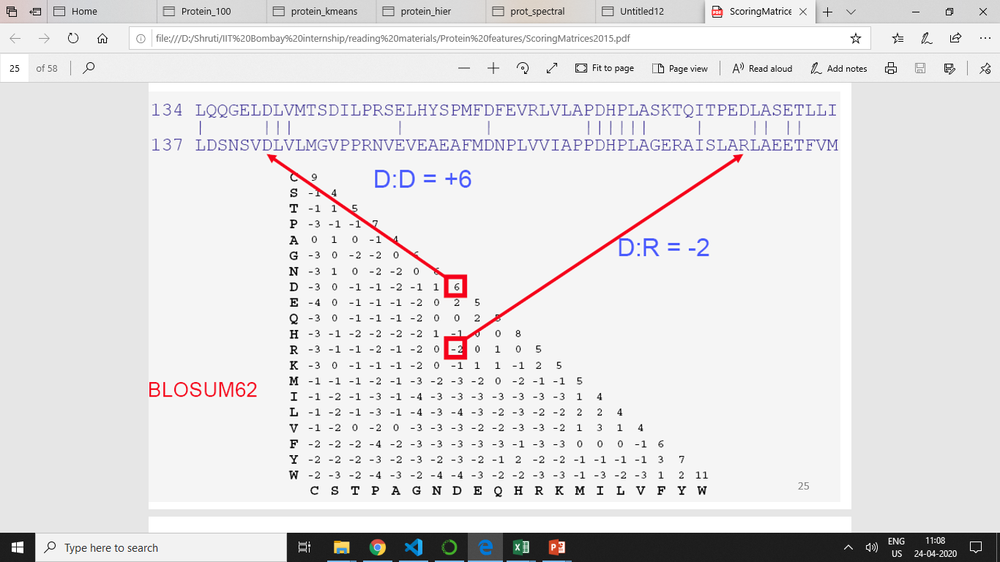 Home Protein_100 protein_kmeans protein_hier prot_spectral Untitled12 ScoringMatrice
file:///D:/Shruti/IIT%20Bombay%20internship/reading%20materials/Protein%20features/ScoringMatrices2015.pdf
25 of 58 Fit to page Page view Read aloud Add notes
134 LQQGELDLVMTSDILPRSELHYSPMFDFEVRLVLAPDHPLASKTQITPEDLASETLLI
137 LDSNSVDLVLMGVPPRNVEVEAEAFMDNPLVVIAPPDHPLAGERAISLARLAEETFVM
D:D = +6
D:R = -2
C 9
S -1 4
T -1 1 5
P -3 -1 -1 7
A 0 1 0 -1 4
G -3 0 -2 -2 0 6
N -3 1 0 -2 -2 0 6
D -3 0 -1 -1 -2 -1 1 6
E -4 0 -1 -1 -1 -2 0 2 5
Q -3 0 -1 -1 -1 -2 0 0 2 5
H -3 -1 -2 -2 -2 -2 1 -1 0 0 8
R -3 -1 -1 -2 -1 -2 0 -2 0 1 0 5
K -3 0 -1 -1 -1 -2 0 -1 1 1 -1 2 5
M -1 -1 -1 -2 -1 -3 -2 -3 -2 0 -2 -1 -1 5
I -1 -2 -1 -3 -1 -4 -3 -3 -3 -3 -3 -3 -3 1 4
L -1 -2 -1 -3 -1 -4 -3 -4 -3 -2 -3 -2 -2 2 2 4
V -1 -2 0 -2 0 -3 -3 -3 -2 -2 -3 -3 -2 1 3 1 4
F -2 -2 -2 -4 -2 -3 -3 -3 -3 -3 -1 -3 -3 0 0 0 -1 6
Y -2 -2 -2 -3 -2 -3 -2 -3 -2 -1 2 -2 -2 -1 -1 -1 -1 3 7
W -2 -3 -2 -4 -3 -2 -4 -4 -3 -2 -2 -3 -3 -1 -3 -2 -3 1 2 11
C S T P A G N D E Q H R K M I L V F Y W
BLOSUM62
25
Type here to search
ENG
US
11:08
24-04-2020